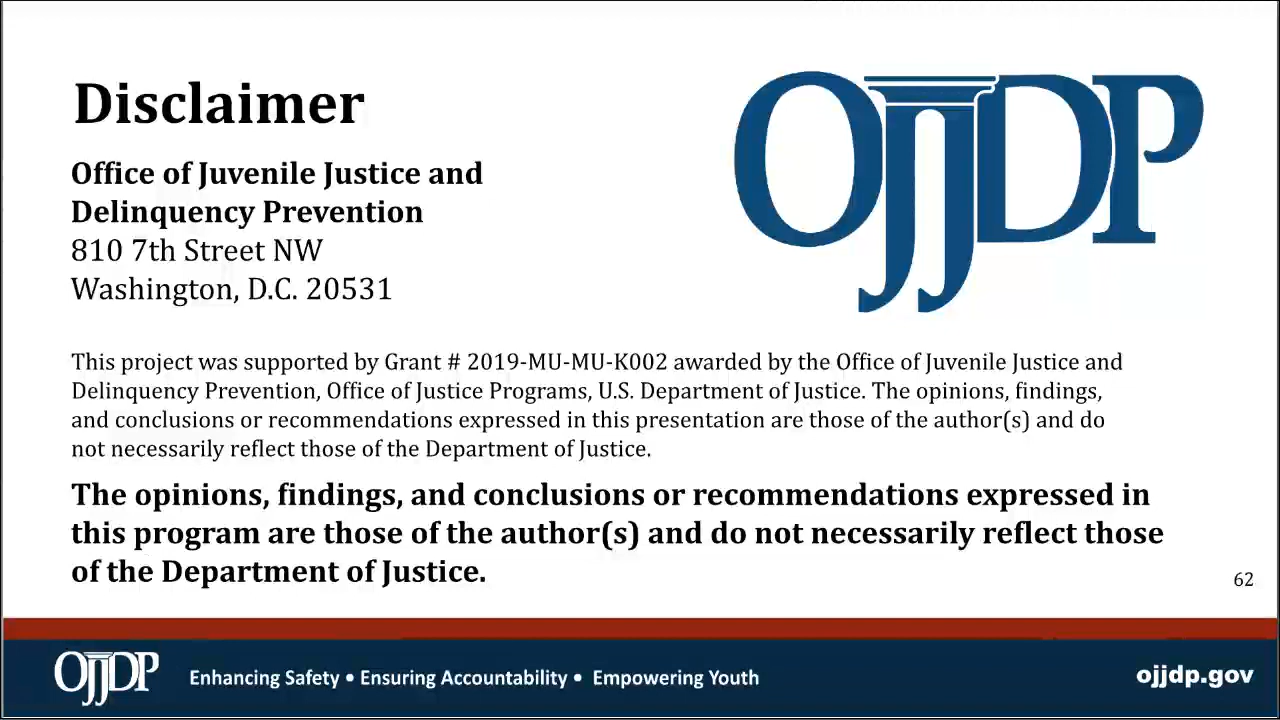 Disclaimer
OJJDP
Office of Juvenile Justice and
Delinquency Prevention
810 7th Street NW
Washington, D.C. 20531
This project was supported by Grant # 2019-MU-MU-K002 awarded by the Office of Juvenile Justice and
Delinquency Prevention, Office of Justice Programs, U.S. Department of Justice. The opinions, findings,
and conclusions or recommendations expressed in this presentation are those of the author(s) and do
not necessarily reflect those of the Department of Justice.
The opinions, findings, and conclusions or recommendations expressed in
this program are those of the author(s) and do not necessarily reflect those
of the Department of Justice.
62
OJJDP
Enhancing Safety • Ensuring Accountability • Empowering Youth
ojjdp.gov